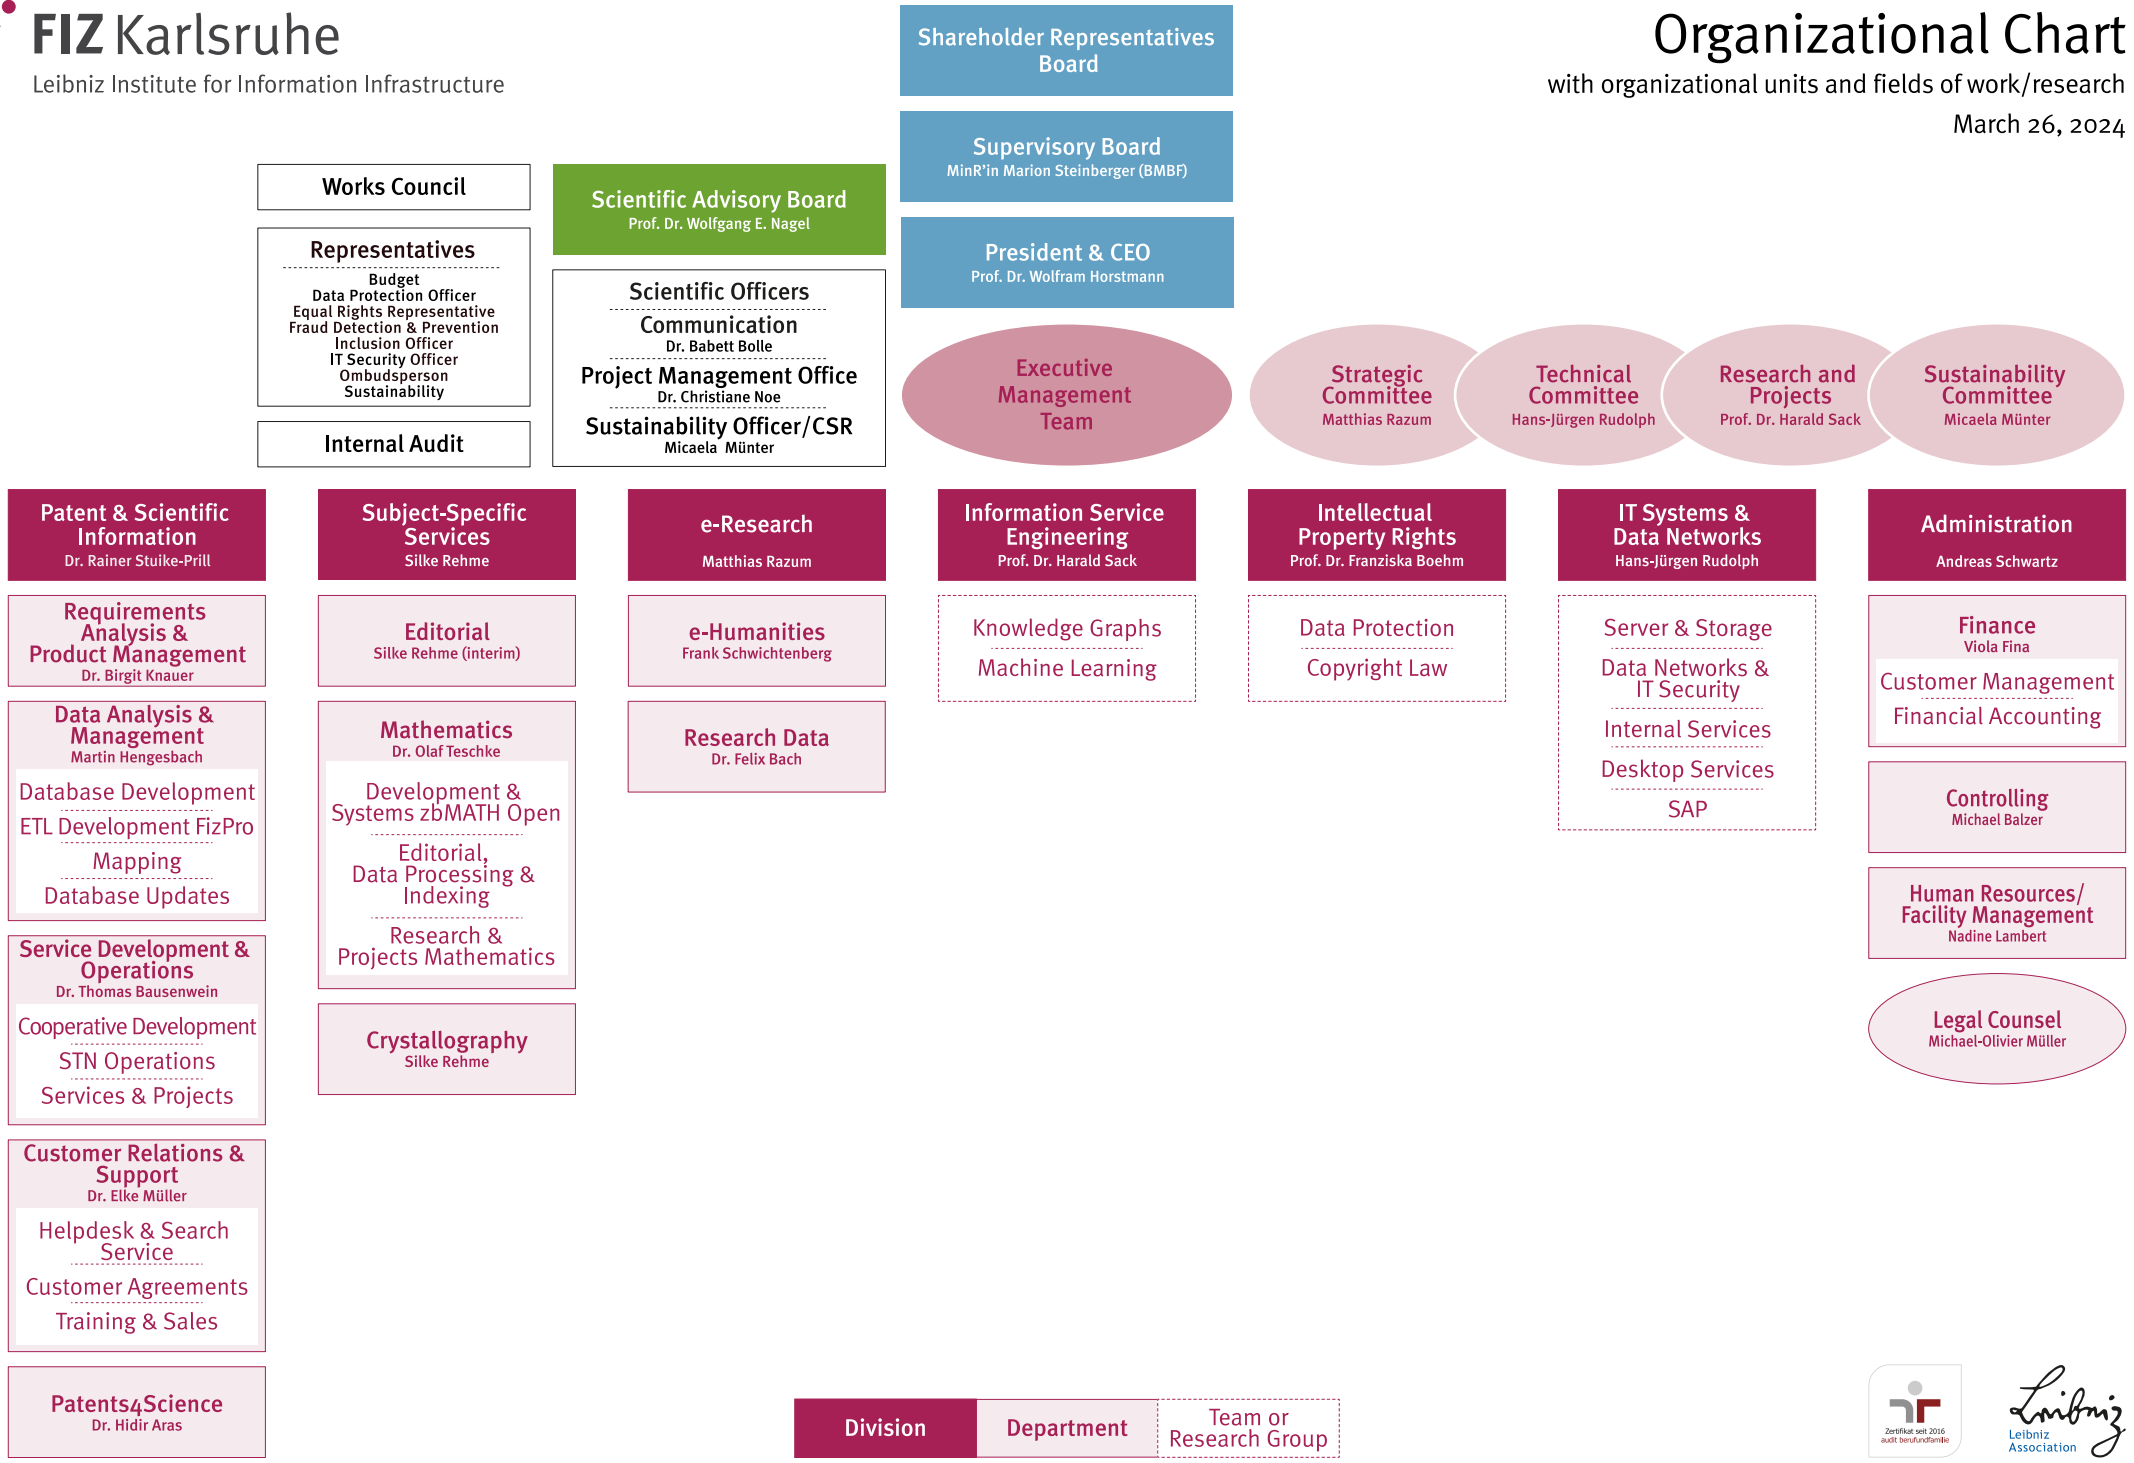 FIZ Karlsruhe
Leibniz Institute for Information Infrastructure
Organizational Chart
with organizational units and fields of work/research
March 26, 2024
Shareholder Representatives
Board
Supervisory Board
MinR'in Marion Steinberger (BMBF)
President & CEO
Prof. Dr. Wolfram Horstmann
Works Council
Representatives
Budget
Data Protection Officer
Equal Rights Representative
Fraud Detection & Prevention
Inclusion Officer
IT Security Officer
Ombudsperson
Sustainability
Internal Audit
Scientific Advisory Board
Prof. Dr. Wolfgang E. Nagel
Scientific Officers
Communication
Dr. Babett Bolle
Project Management Office
Dr. Christiane Noe
Sustainability Officer/CSR
Micaela Münter
Executive
Management
Team
Strategic
Committee
Matthias Razum
Technical
Committee
Hans-Jürgen Rudolph
Research and
Projects
Prof. Dr. Harald Sack
Sustainability
Committee
Micaela Münter
Patent & Scientific
Information
Dr. Rainer Stuike-Prill
Requirements
Analysis &
Product Management
Dr. Birgit Knauer
Data Analysis &
Management
Martin Hengesbach
Database Development
ETL Development FizPro
Mapping
Database Updates
Service Development &
Operations
Dr. Thomas Bausenwein
Cooperative Development
STN Operations
Services & Projects
Customer Relations &
Support
Dr. Elke Müller
Helpdesk & Search
Service
Customer Agreements
Training & Sales
Patents4Science
Dr. Hidir Aras
Subject-Specific
Services
Silke Rehme
Editorial
Silke Rehme (interim)
Mathematics
Dr. Olaf Teschke
Development &
Systems zbMATH Open
Editorial,
Data Processing &
Indexing
Research &
Projects Mathematics
Crystallography
Silke Rehme
e-Research
Matthias Razum
e-Humanities
Frank Schwichtenberg
Research Data
Dr. Felix Bach
Information Service
Engineering
Prof. Dr. Harald Sack
Knowledge Graphs
Machine Learning
Intellectual
Property Rights
Prof. Dr. Franziska Boehm
Data Protection
Copyright Law
IT Systems &
Data Networks
Hans-Jürgen Rudolph
Server & Storage
Data Networks &
IT Security
Internal Services
Desktop Services
SAP
Administration
Andreas Schwartz
Finance
Viola Fina
Customer Management
Financial Accounting
Controlling
Michael Balzer
Human Resources/
Facility Management
Nadine Lambert
Legal Counsel
Michael-Olivier Müller
Division
Department
Team or
Research Group
Zertifikat seit 2016
audit berufundfamilie
Leibniz
Leibniz
Association